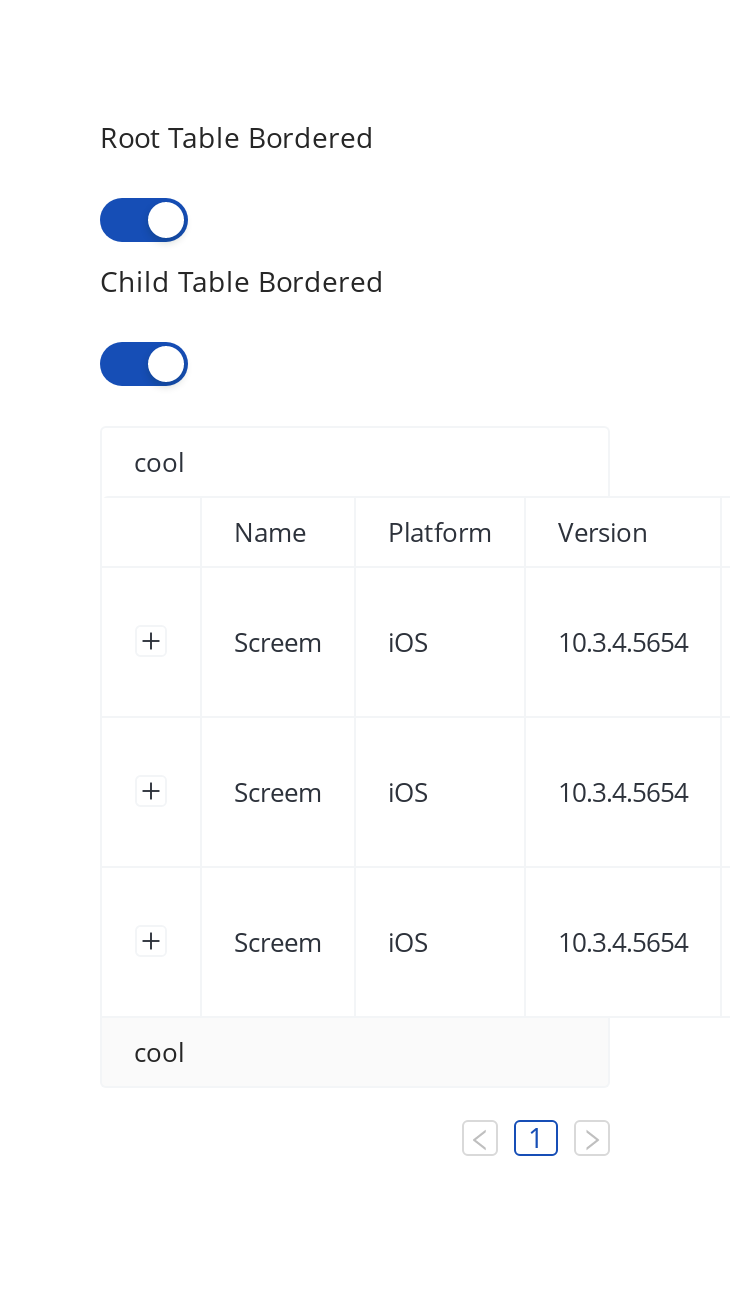 Root Table Bordered
Child Table Bordered
cool
Name Platform Version
Screem iOS 10.3.4.5654
Screem iOS 10.3.4.5654
Screem iOS 10.3.4.5654
cool
1